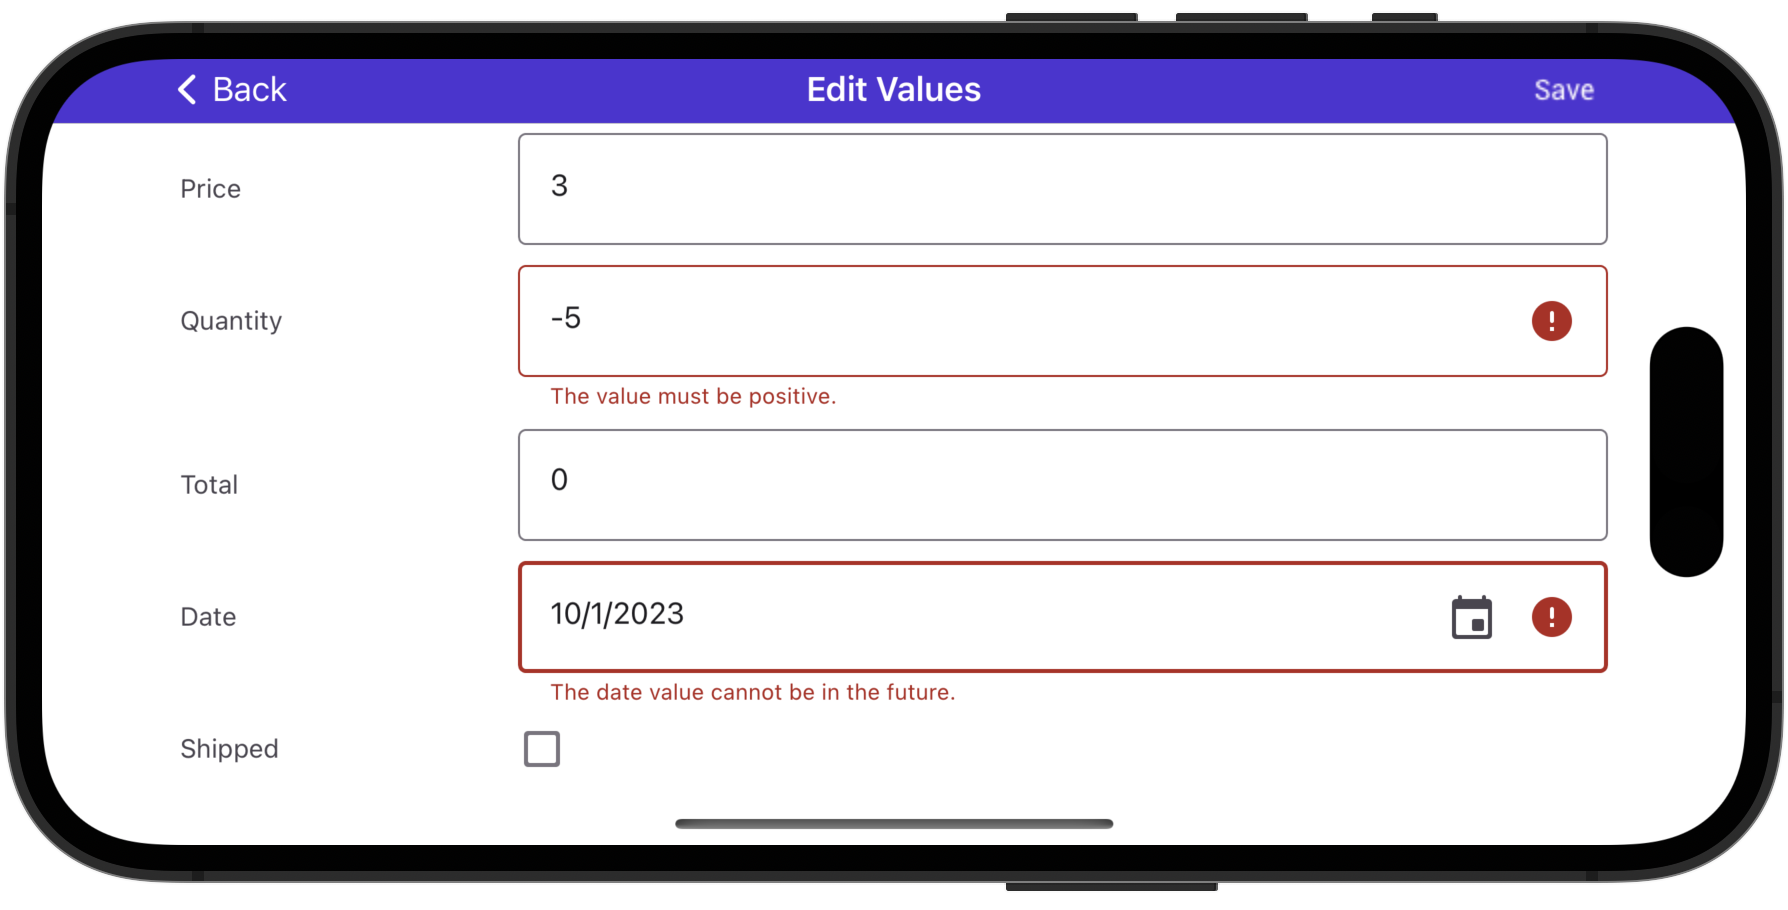 Back
Edit Values
Save
Price
3
Quantity
-5
The value must be positive.
Total
0
Date
10/1/2023
The date value cannot be in the future.
Shipped